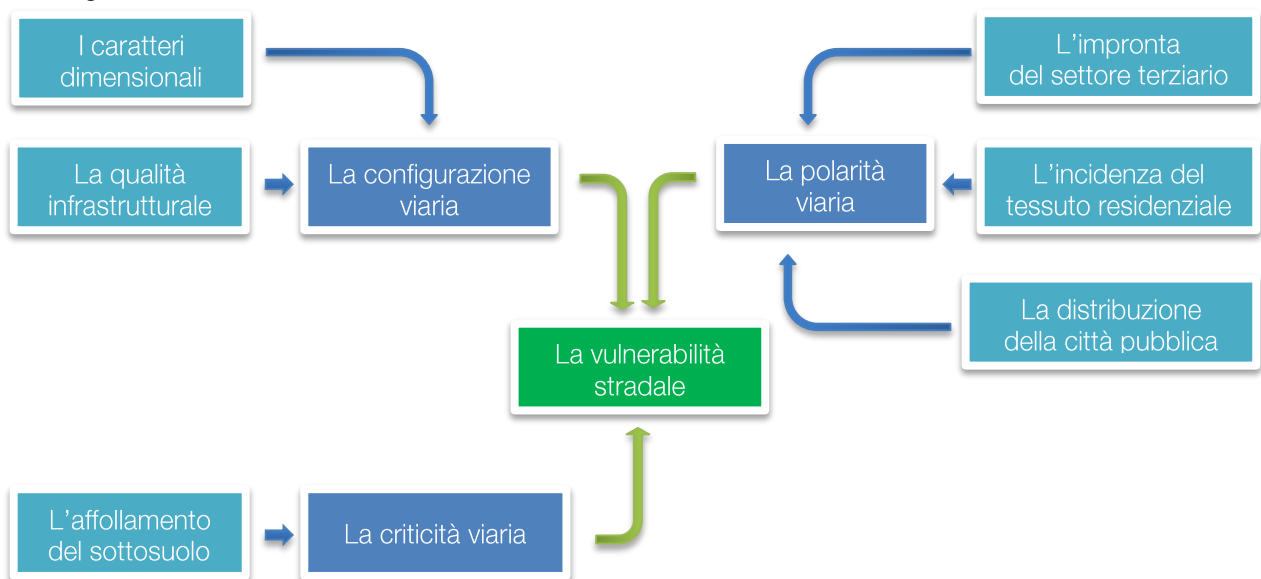 I caratteri
dimensionali
L'impronta
del settore terziario
La qualità
infrastrutturale
La configurazione
viaria
La polarità
viaria
L'incidenza del
tessuto residenziale
La distribuzione
della città pubblica
La vulnerabilità
stradale
L'affollamento
del sottosuolo
La criticità viaria